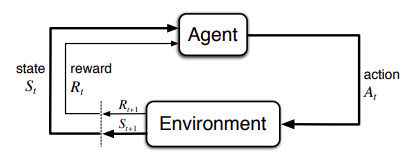 Agent
state
S_t
reward
R_t
action
A_t
R_{t+1}
S_{t+1}
Environment